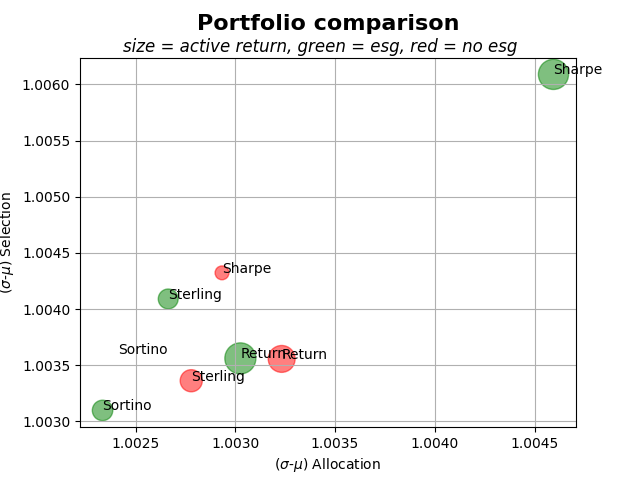 Portfolio comparison
size = active return, green = esg, red = no esg
Sharpe
1.0060
1.0055
1.0050
1.0045
Sharpe
Sterling
1.0040
Sortino
Return
Return
1.0035
Sterling
Sortino
1.0030
(σ-μ) Selection
1.0025 1.0030 1.0035 1.0040 1.0045
(σ-μ) Allocation